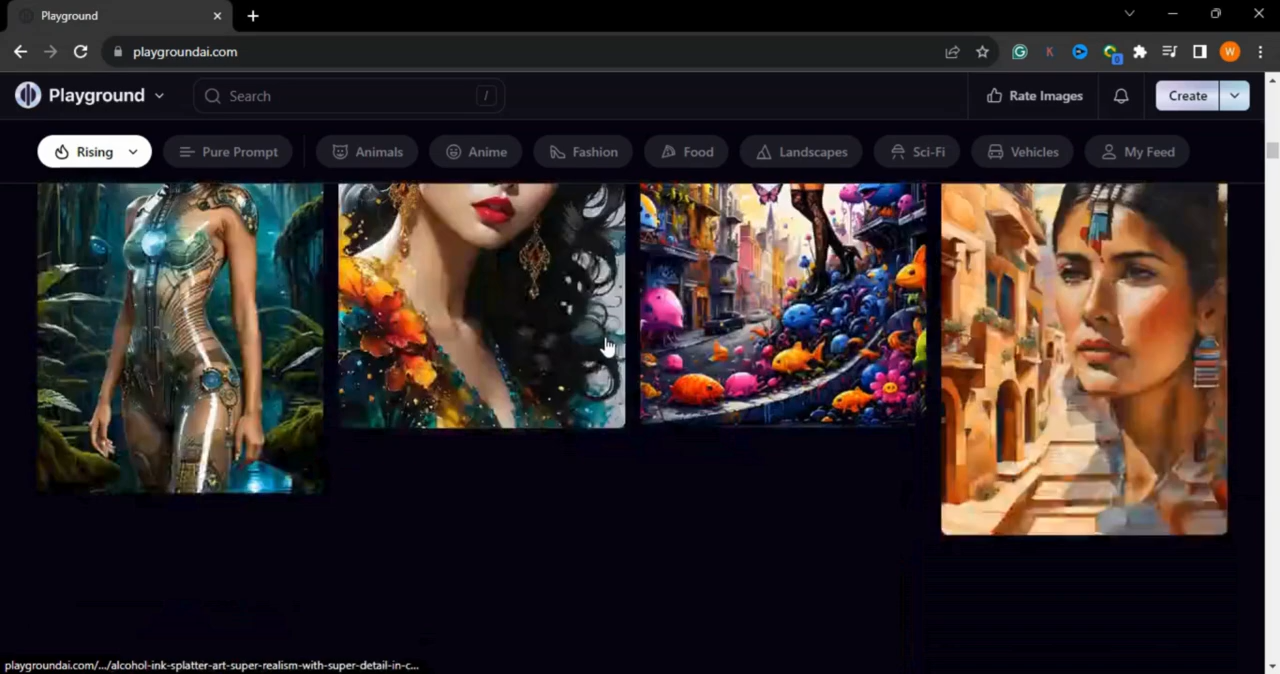 Playground
playgroundai.com
Playground
Search
/
Rate Images
Create
Rising
Pure Prompt
Animals
Anime
Fashion
Food
Landscapes
Sci-Fi
Vehicles
My Feed
playgroundai.com/.../alcohol-ink-splatter-art-super-realism-with-super-detail-in-c...